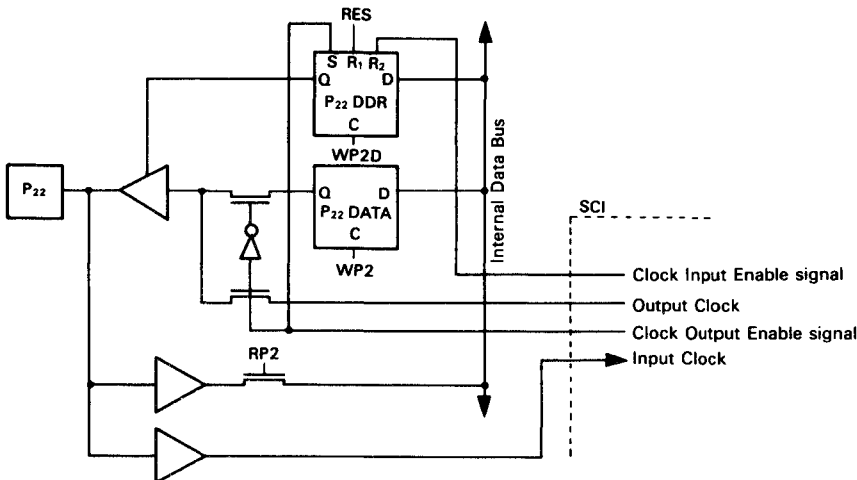 RES
S R₁ R₂
Q D
P₂₂ DDR
C
WP2D
P₂₂
Q D
P₂₂ DATA
C
WP2
Internal Data Bus
SCI
Clock Input Enable signal
Output Clock
Clock Output Enable signal
RP2
Input Clock